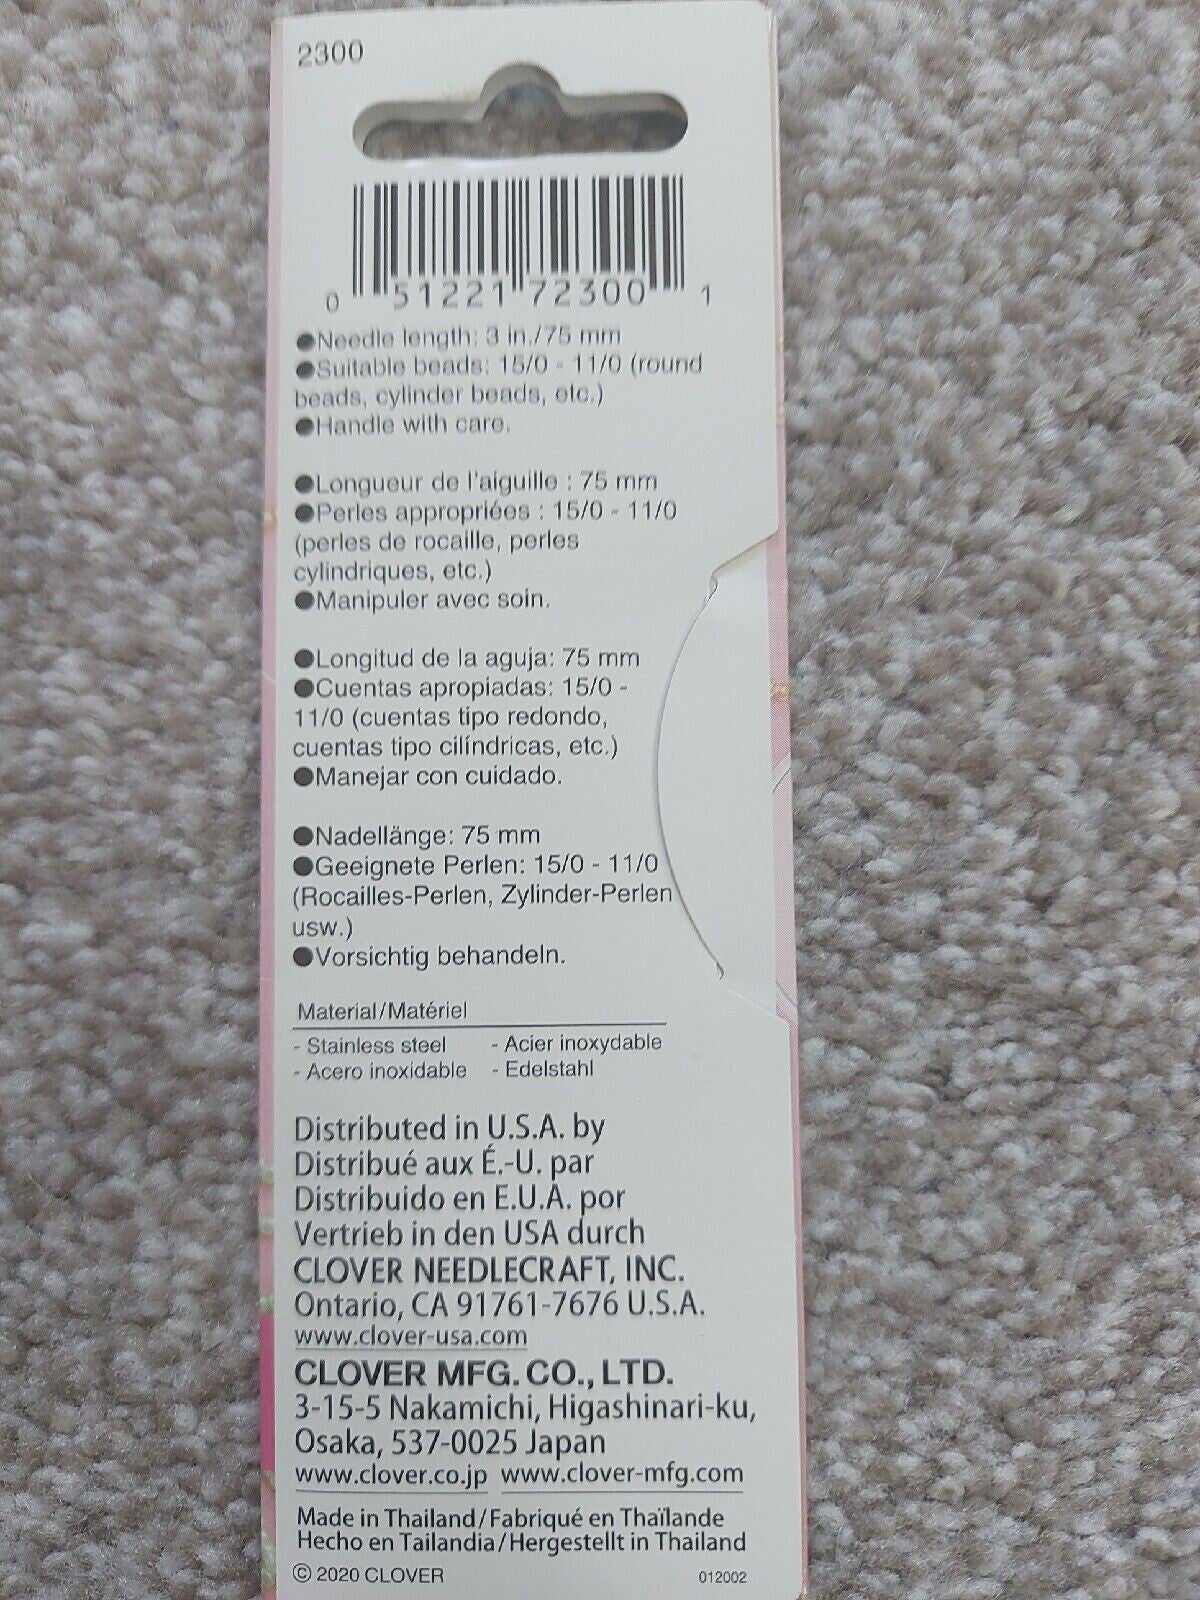 2300
0 51221 72300 1
●Needle length: 3 in./75 mm
●Suitable beads: 15/0 - 11/0 (round
beads, cylinder beads, etc.)
●Handle with care.
●Longueur de l'aiguille : 75 mm
●Perles appropriées : 15/0 - 11/0
(perles de rocaille, perles
cylindriques, etc.)
●Manipuler avec soin.
●Longitud de la aguja: 75 mm
●Cuentas apropiadas: 15/0 -
11/0 (cuentas tipo redondo,
cuentas tipo cilíndricas, etc.)
●Manejar con cuidado.
●Nadellänge: 75 mm
●Geeignete Perlen: 15/0 - 11/0
(Rocailles-Perlen, Zylinder-Perlen
usw.)
●Vorsichtig behandeln.
Material/Matériel
- Stainless steel - Acier inoxydable
- Acero inoxidable - Edelstahl
Distributed in U.S.A. by
Distribué aux É.-U. par
Distribuido en E.U.A. por
Vertrieb in den USA durch
CLOVER NEEDLECRAFT, INC.
Ontario, CA 91761-7676 U.S.A.
www.clover-usa.com
CLOVER MFG. CO., LTD.
3-15-5 Nakamichi, Higashinari-ku,
Osaka, 537-0025 Japan
www.clover.co.jp www.clover-mfg.com
Made in Thailand/Fabriqué en Thaïlande
Hecho en Tailandia/Hergestellt in Thailand
© 2020 CLOVER 012002